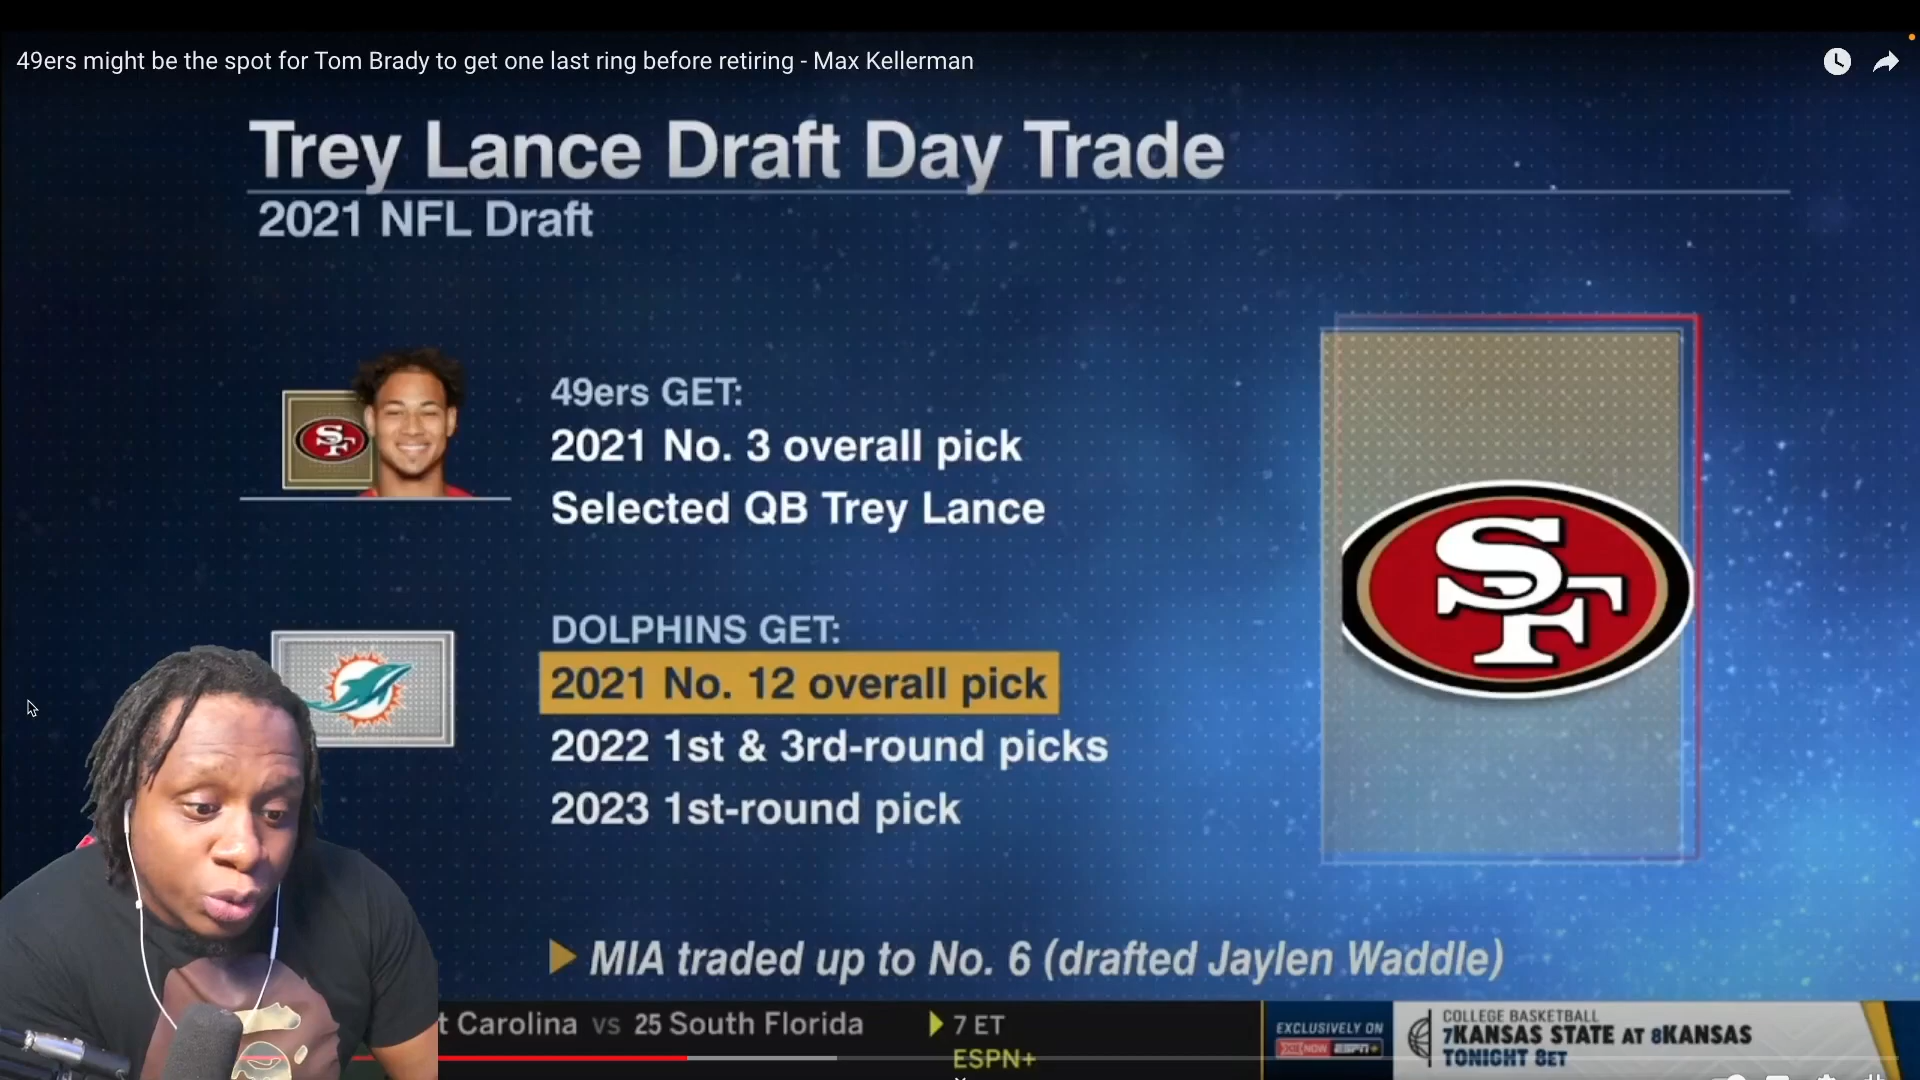 49ers might be the spot for Tom Brady to get one last ring before retiring - Max Kellerman
Trey Lance Draft Day Trade
2021 NFL Draft
49ers GET:
2021 No. 3 overall pick
Selected QB Trey Lance
SF
SF
DOLPHINS GET:
2021 No. 12 overall pick
2022 1st & 3rd-round picks
2023 1st-round pick
MIA traded up to No. 6 (drafted Jaylen Waddle)
t Carolina vs 25 South Florida
7 ET
ESPN+
EXCLUSIVELY ON
NOW ESPN+
COLLEGE BASKETBALL
7KANSAS STATE AT 8KANSAS
TONIGHT 8ET